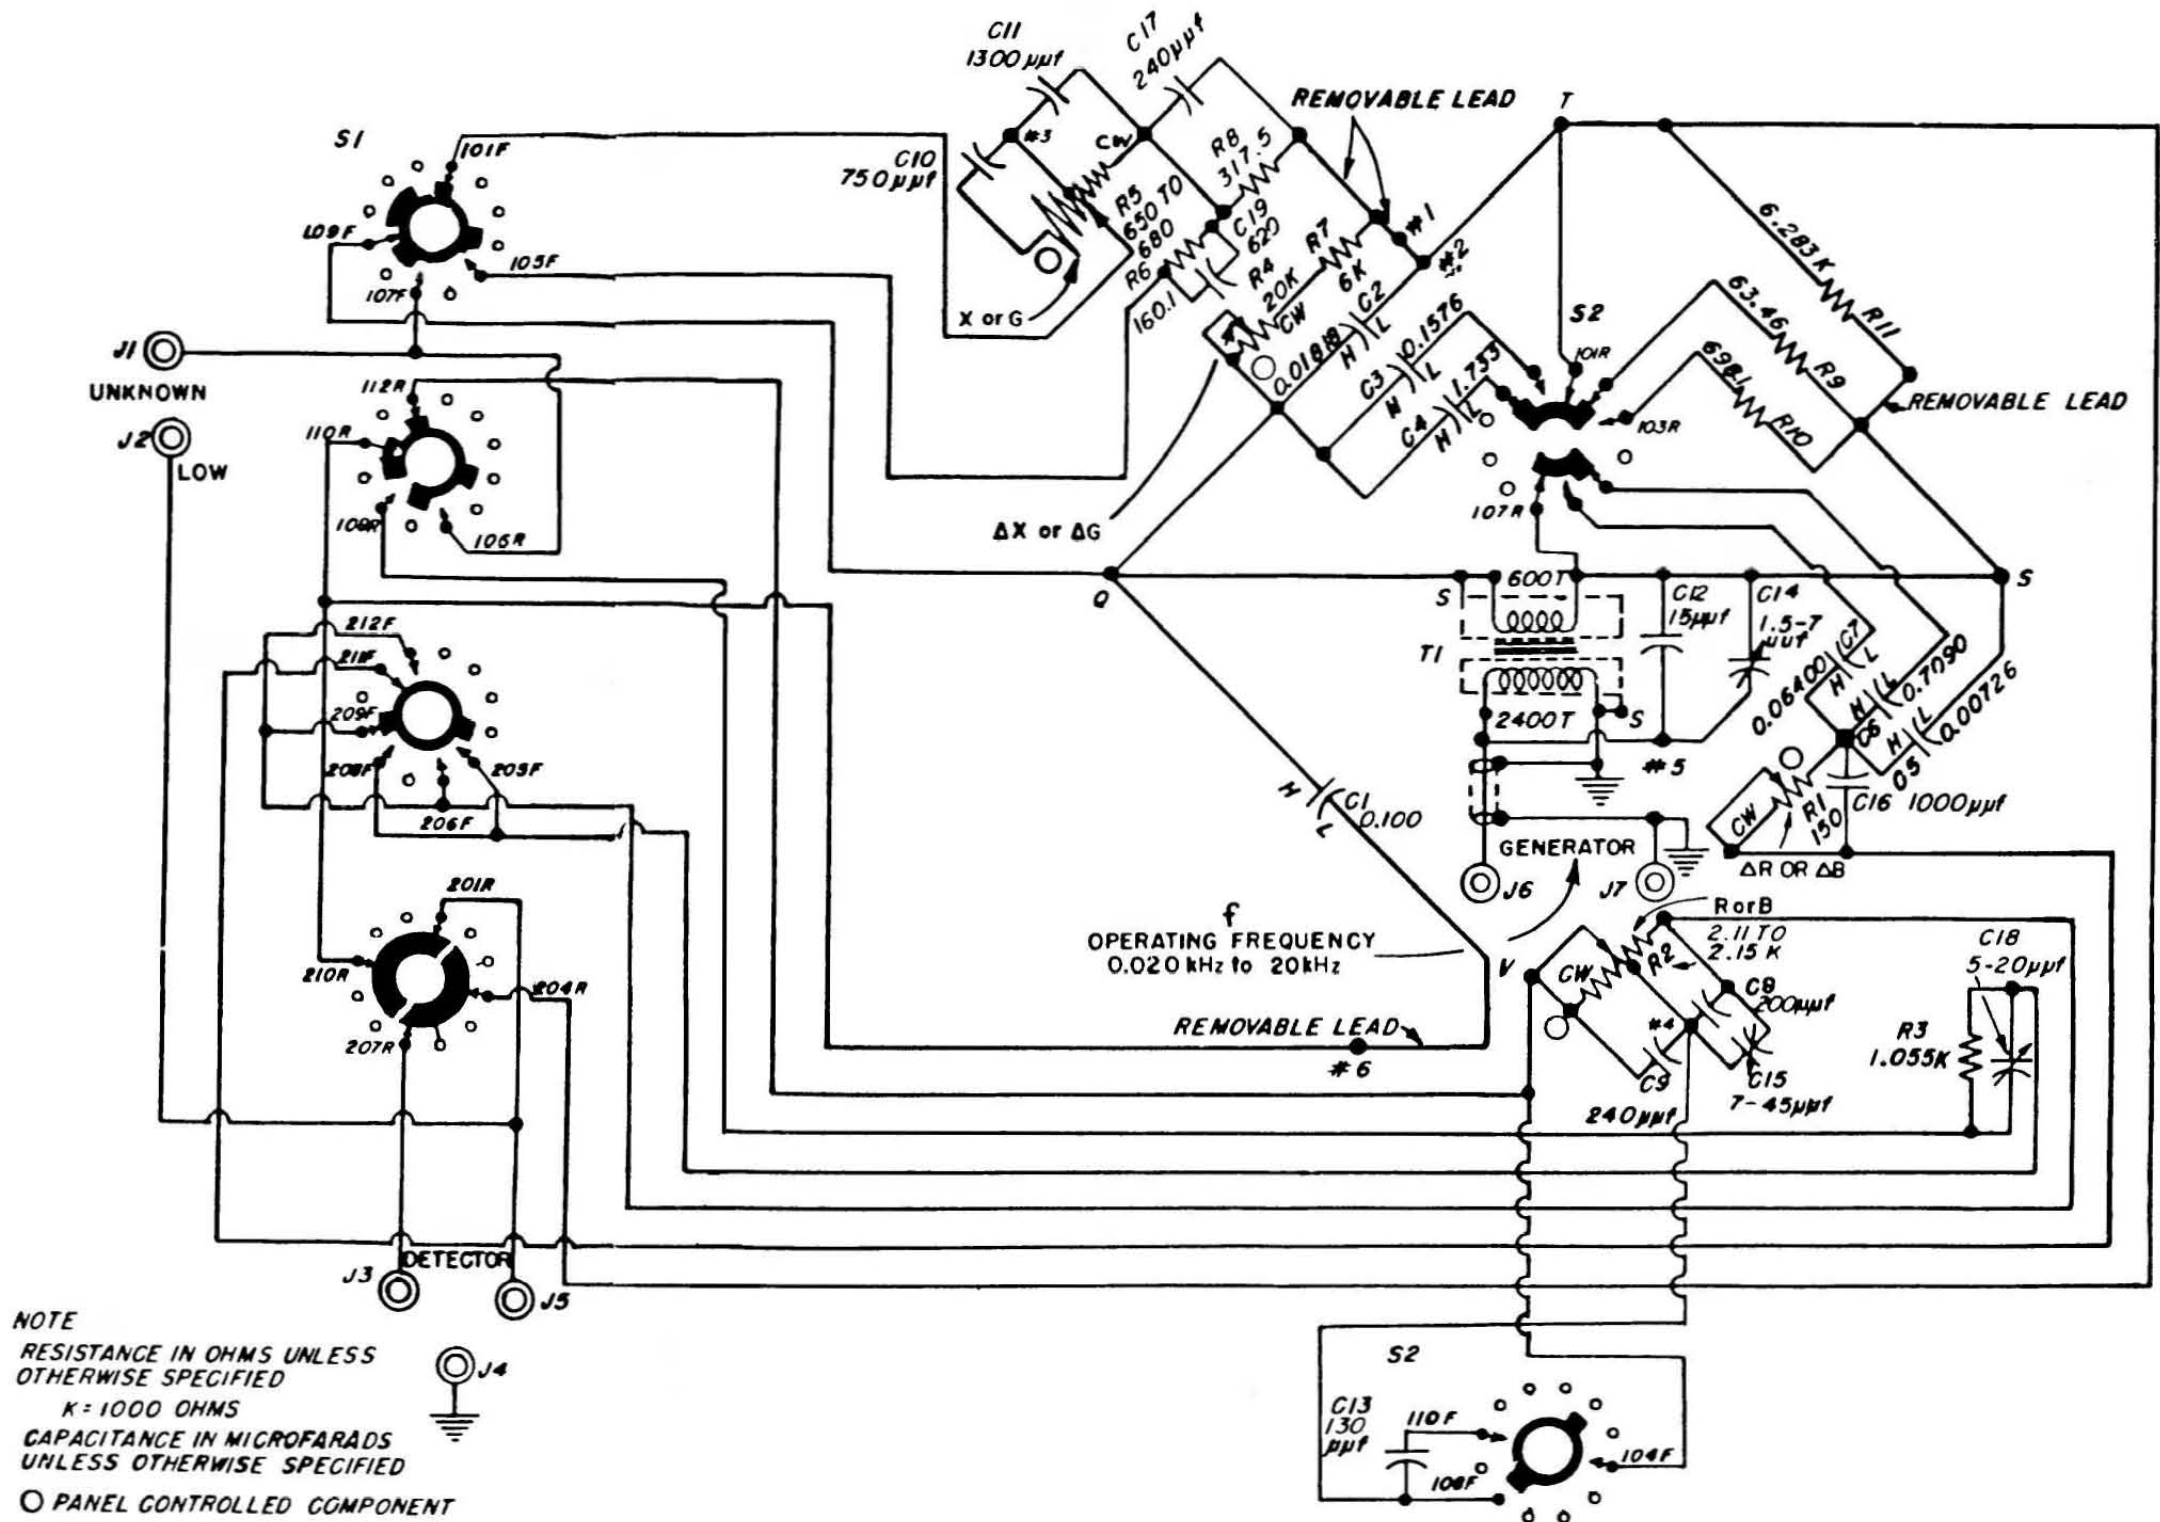 C11
1300 μμf
C17
240μμf
REMOVABLE LEAD
T
S1
101F
#3
CW
C10
750μμf
R8
317.5
R5
650 TO
680
C19
620
R7
6K
#1
#2
109F
105F
107F
R6
160.1
R4
20K
CW
C2
0.01818
H
L
X or G
6.283K
R11
S2
63.46
R9
101R
698.1
R10
103R
REMOVABLE LEAD
C3
0.1576
H
L
C4
1.733
H
L
J1
UNKNOWN
J2
LOW
112R
110R
108R
106R
ΔX or ΔG
107R
Q
S
600T
S
T1
2400T
S
C12
15μμf
C14
1.5-7
μμf
C7
0.06400
H
L
0.7090
H
L
C6
0.00726
H
L
C5
212F
211F
209F
208F
205F
206F
#5
C1
0.100
H
L
CW
R1
150
C16 1000μμf
GENERATOR
J6
J7
ΔR OR ΔB
201R
210R
204R
207R
f
OPERATING FREQUENCY
0.020 kHz to 20kHz
V
R or B
2.11 TO
2.15 K
CW
R2
C8
200μμf
C18
5-20μμf
REMOVABLE LEAD
#6
#4
C9
240μμf
C15
7-45μμf
R3
1.055K
DETECTOR
J3
J5
NOTE
RESISTANCE IN OHMS UNLESS
OTHERWISE SPECIFIED
K=1000 OHMS
CAPACITANCE IN MICROFARADS
UNLESS OTHERWISE SPECIFIED
O PANEL CONTROLLED COMPONENT
J4
S2
C13
130
μμf
110F
108F
104F